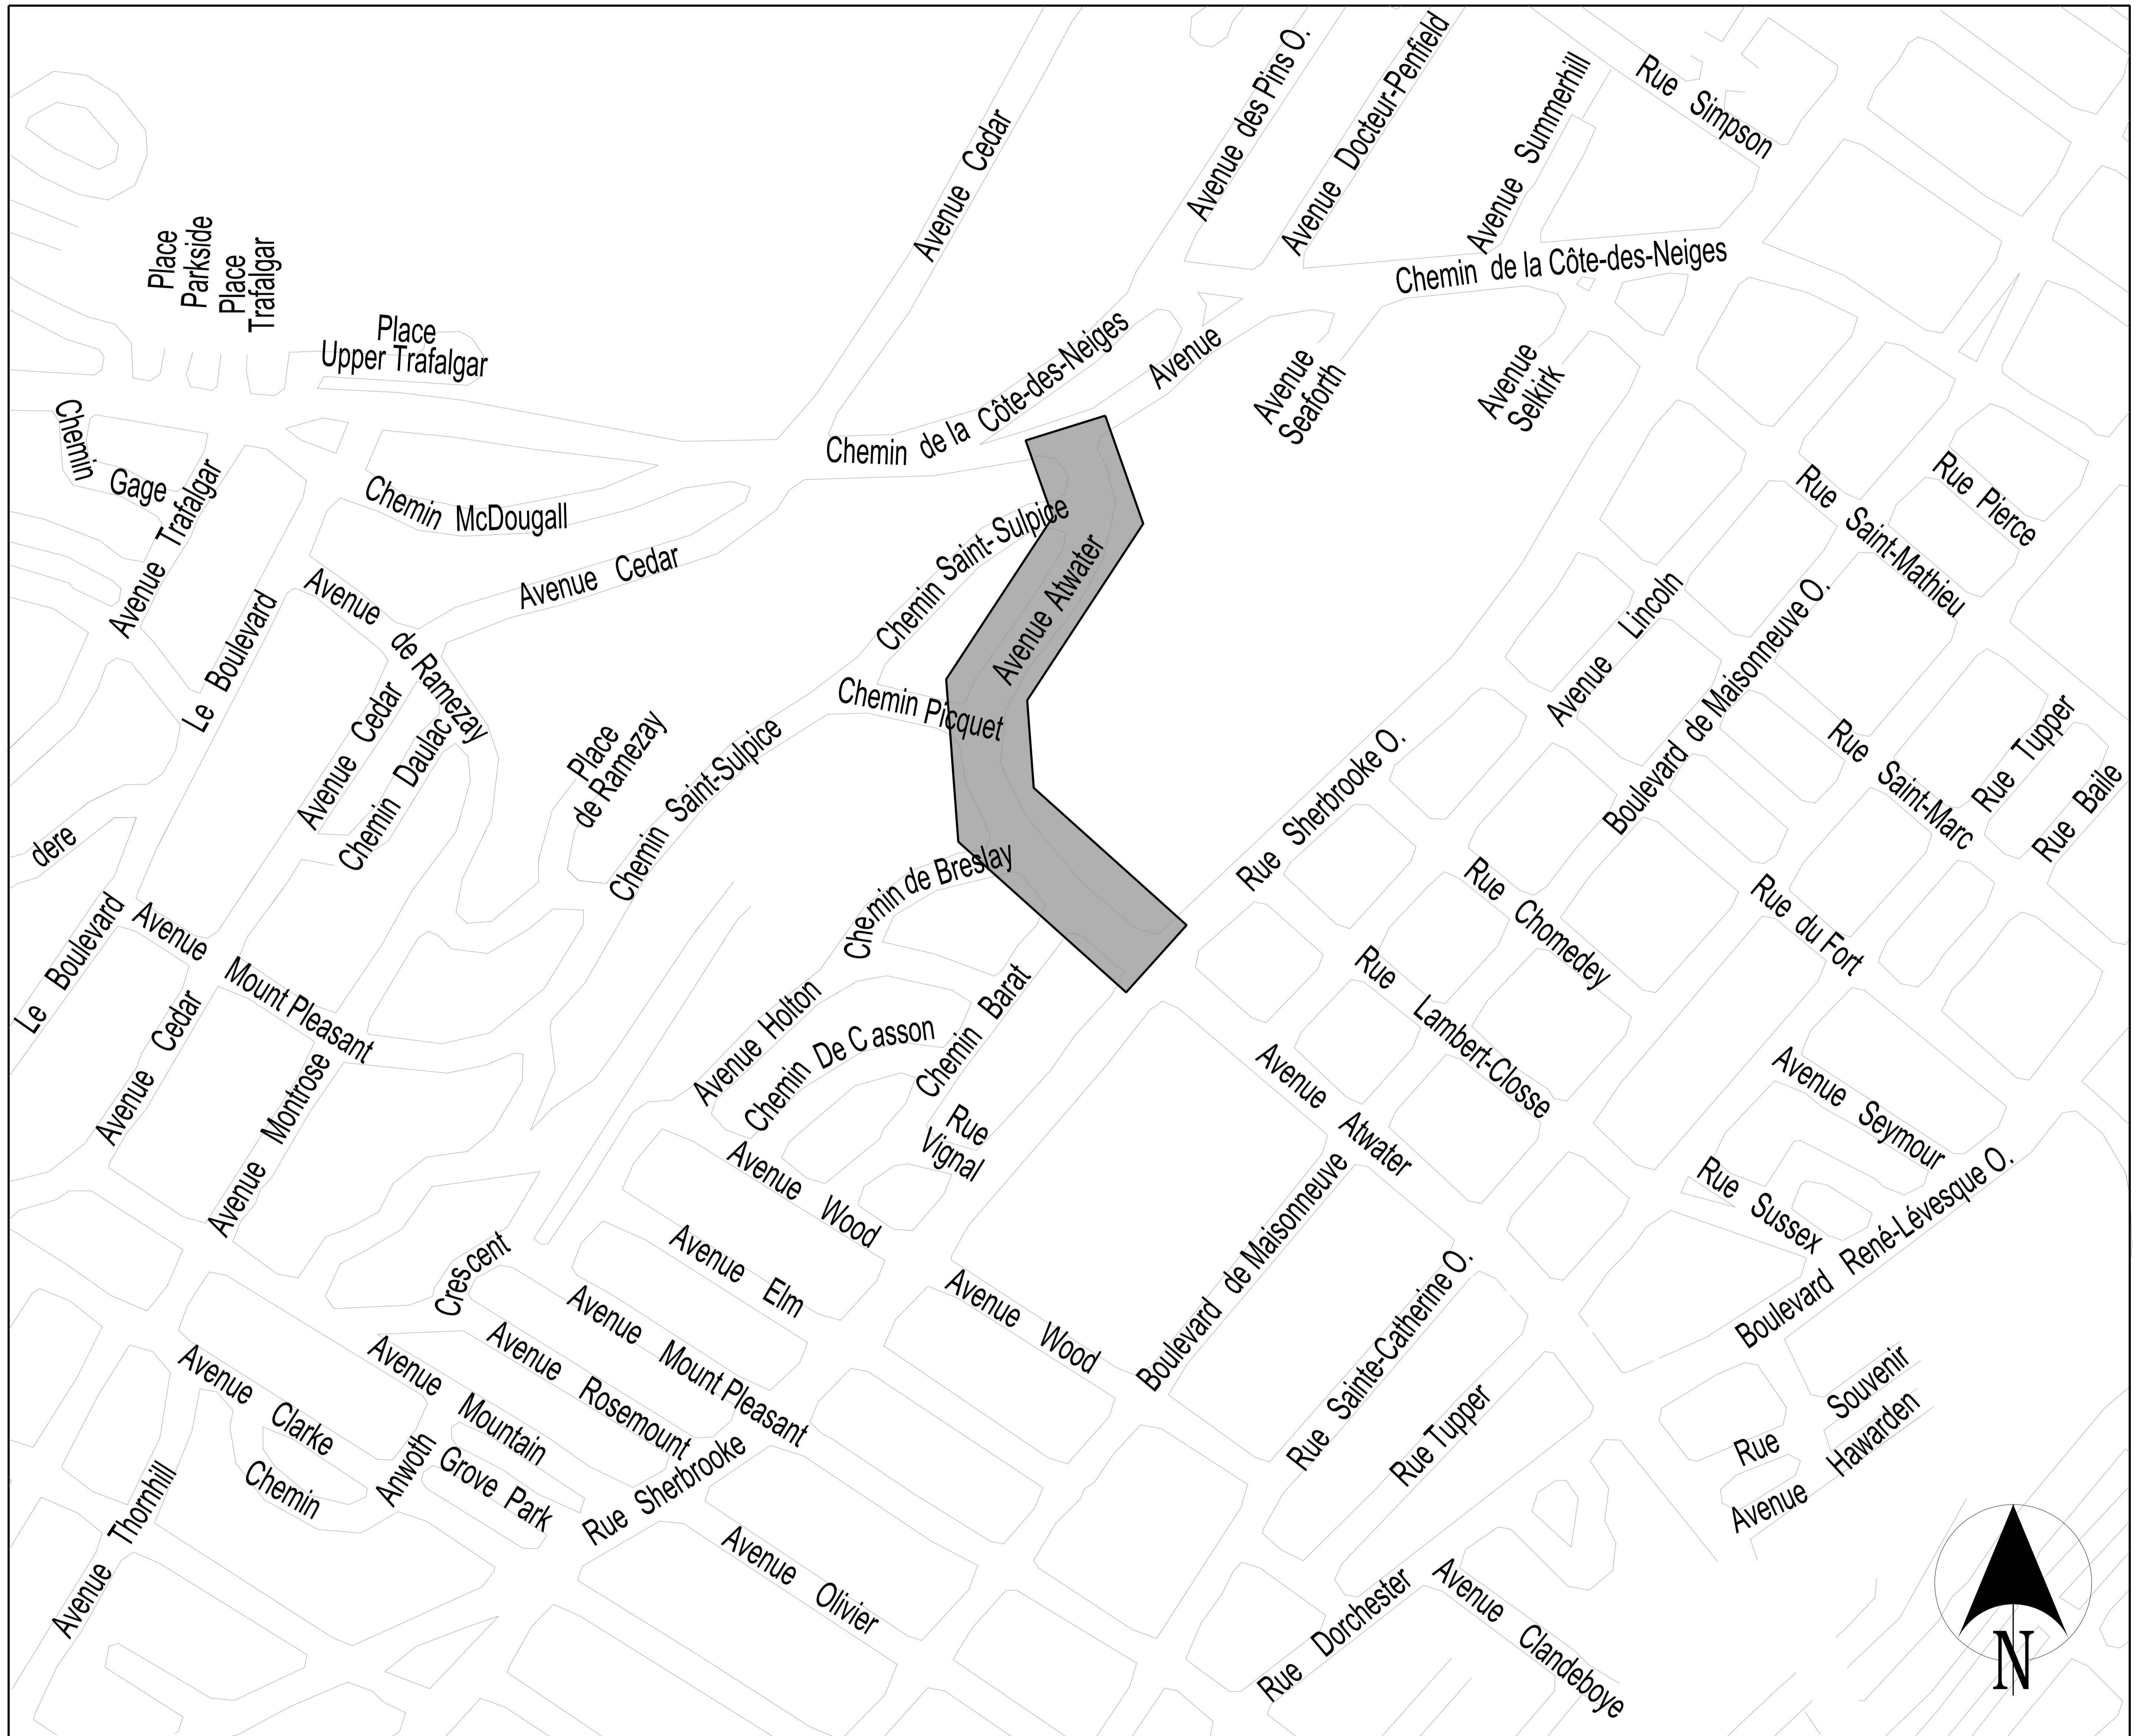 Avenue Cedar
Avenue des Pins O.
Avenue Docteur-Penfield
Avenue Summerhill
Rue Simpson
Place
Parkside
Place
Trafalgar
Place
Upper Trafalgar
Chemin de la Côte-des-Neiges
Chemin de la Côte-des-Neiges
Avenue
Avenue
Seaforth
Avenue
Selkirk
Chemin Gage
Avenue Trafalgar
Chemin McDougall
Avenue Cedar
Chemin Saint-Sulpice
Avenue Atwater
Rue Saint-Mathieu
Rue Pierce
Le Boulevard
Avenue de Ramezay
Avenue Cedar
Chemin Daulac
Place
de Ramezay
Chemin Saint-Sulpice
Chemin Picquet
Avenue Lincoln
Boulevard de Maisonneuve O.
Rue Saint-Marc
Rue Tupper
Rue Baile
dere
Rue Sherbrooke O.
Chemin de Breslay
Rue Chomedey
Rue du Fort
Le Boulevard
Avenue Mount Pleasant
Avenue Cedar
Avenue Montrose
Avenue Holton
Chemin De Casson
Chemin Barat
Rue
Vignal
Rue Lambert-Closse
Avenue Atwater
Avenue Seymour
Rue Sussex
Boulevard René-Lévesque O.
Avenue Wood
Avenue Elm
Crescent
Avenue Mount Pleasant
Avenue Rosemount
Avenue Wood
Boulevard de Maisonneuve
Rue Sainte-Catherine O.
Rue Tupper
Avenue Clarke
Avenue Mountain
Chemin
Anwoth
Grove Park
Rue Sherbrooke
Rue Souvenir
Avenue Hawarden
Avenue Thornhill
Avenue Olivier
Rue Dorchester
Avenue Clandeboye
N